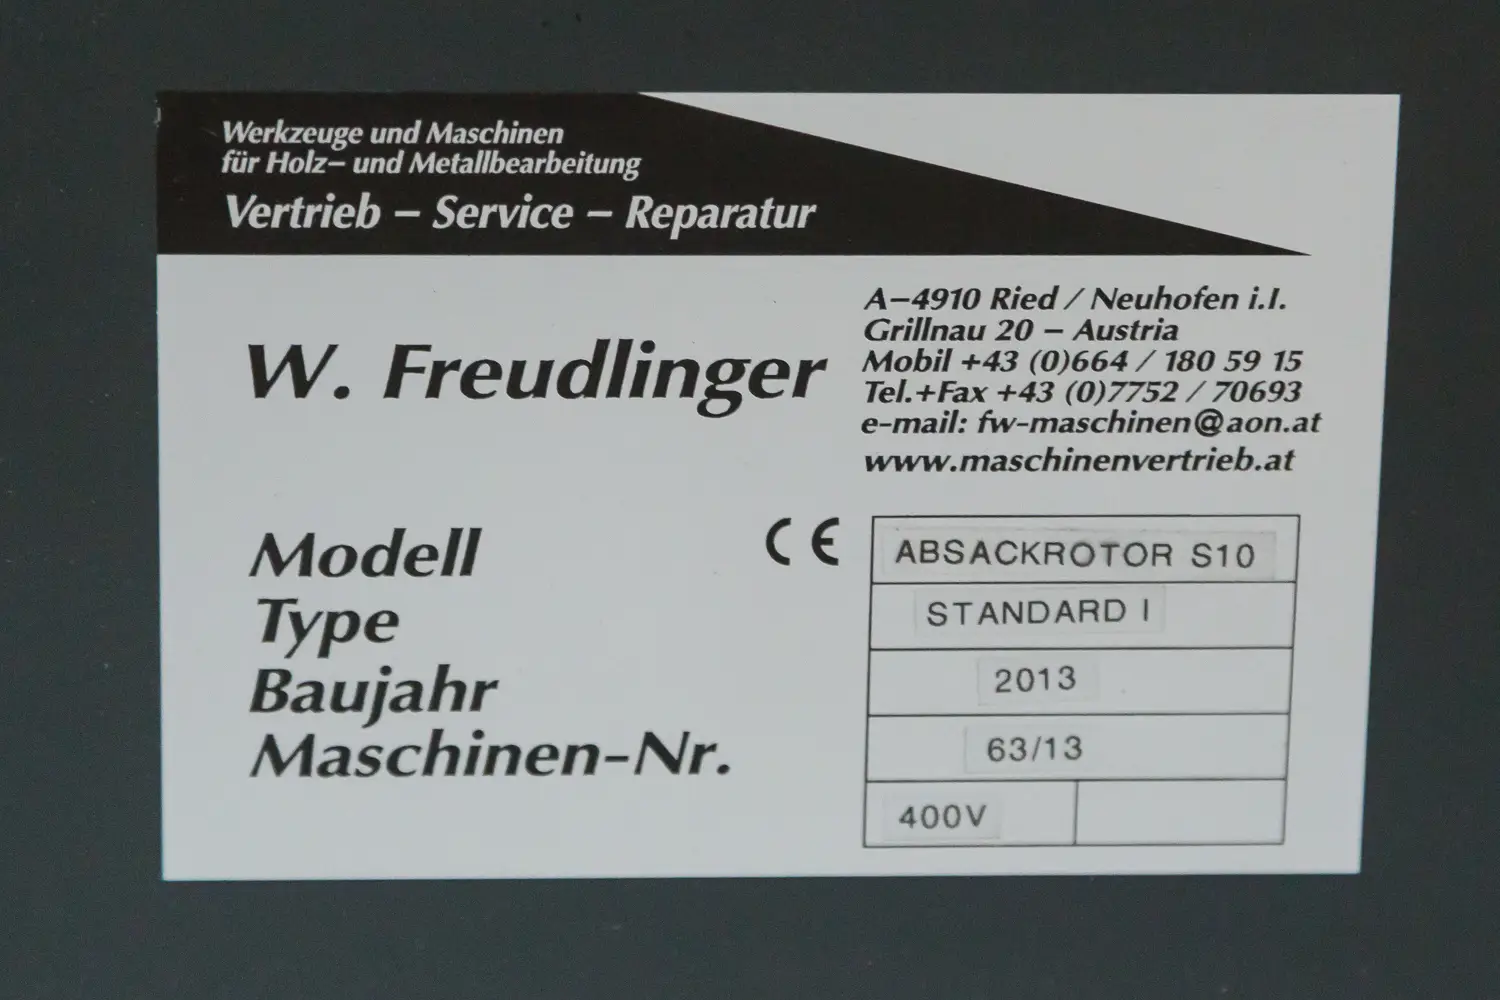 Werkzeuge und Maschinen
für Holz- und Metallbearbeitung
Vertrieb – Service – Reparatur
W. Freudlinger
A–4910 Ried / Neuhofen i.I.
Grillnau 20 – Austria
Mobil +43 (0)664 / 180 59 15
Tel.+Fax +43 (0)7752 / 70693
e-mail: fw-maschinen@aon.at
www.maschinenvertrieb.at
Modell CE ABSACKROTOR S10
Type STANDARD I
Baujahr 2013
Maschinen-Nr. 63/13
400V